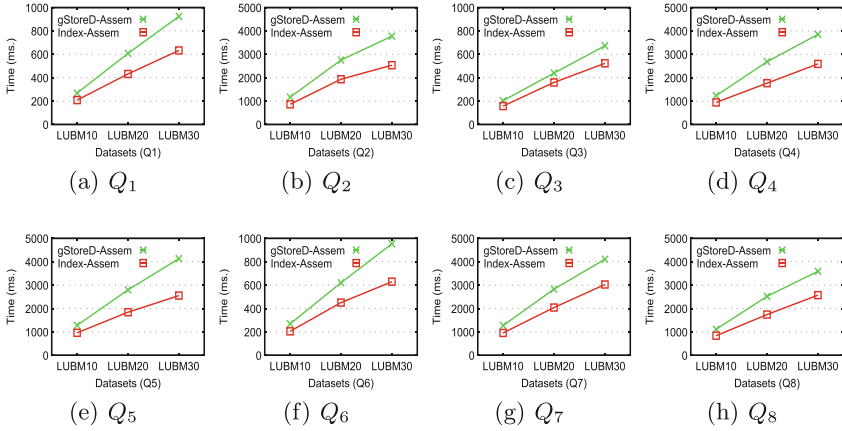 gStoreD-Assem
Index-Assem
1000
800
600
400
200
0
Time (ms.)
LUBM10 LUBM20 LUBM30
Datasets (Q1)
(a) Q1
gStoreD-Assem
Index-Assem
5000
4000
3000
2000
1000
0
Time (ms.)
LUBM10 LUBM20 LUBM30
Datasets (Q2)
(b) Q2
gStoreD-Assem
Index-Assem
1000
800
600
400
200
0
Time (ms.)
LUBM10 LUBM20 LUBM30
Datasets (Q3)
(c) Q3
gStoreD-Assem
Index-Assem
5000
4000
3000
2000
1000
0
Time (ms.)
LUBM10 LUBM20 LUBM30
Datasets (Q4)
(d) Q4
gStoreD-Assem
Index-Assem
5000
4000
3000
2000
1000
0
Time (ms.)
LUBM10 LUBM20 LUBM30
Datasets (Q5)
(e) Q5
gStoreD-Assem
Index-Assem
1000
800
600
400
200
0
Time (ms.)
LUBM10 LUBM20 LUBM30
Datasets (Q6)
(f) Q6
gStoreD-Assem
Index-Assem
5000
4000
3000
2000
1000
0
Time (ms.)
LUBM10 LUBM20 LUBM30
Datasets (Q7)
(g) Q7
gStoreD-Assem
Index-Assem
5000
4000
3000
2000
1000
0
Time (ms.)
LUBM10 LUBM20 LUBM30
Datasets (Q8)
(h) Q8